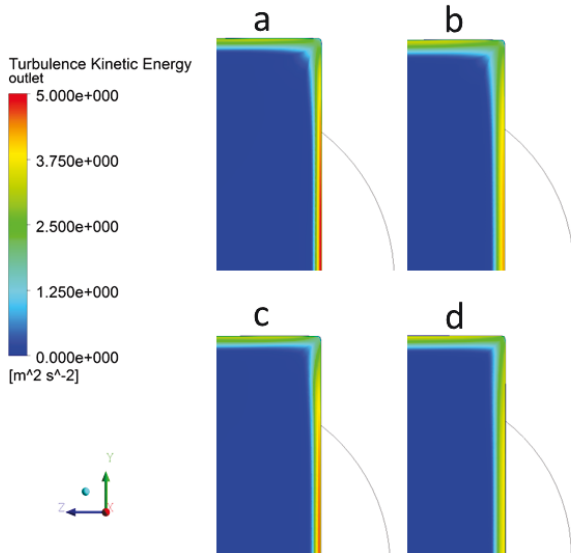 a
b
Turbulence Kinetic Energy
outlet
5.000e+000
3.750e+000
2.500e+000
1.250e+000
0.000e+000
[m^2 s^-2]
c
d
Y
Z
X